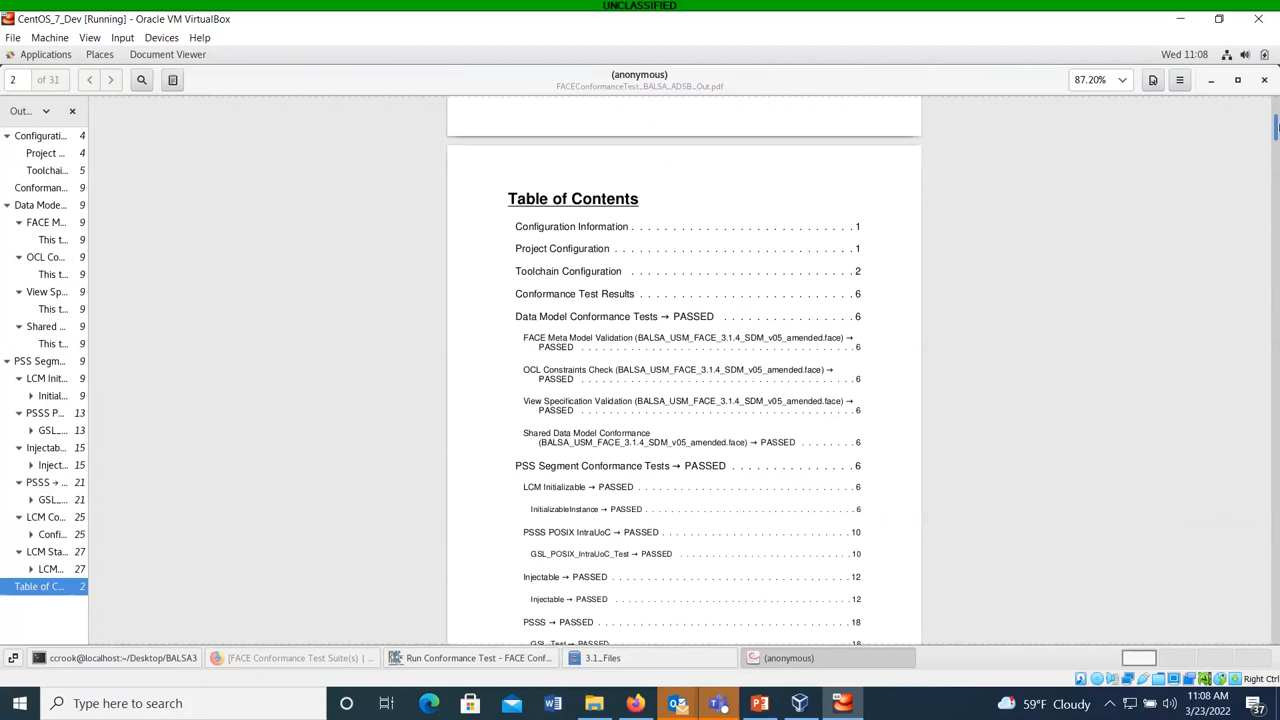 UNCLASSIFIED
CentOS_7_Dev [Running] - Oracle VM VirtualBox
File Machine View Input Devices Help
Applications Places Document Viewer Wed 11:08
2 of 31 (anonymous) 87.20%
FACEConformanceTest_BALSA_ADSB_Out.pdf
Out...
Configurati... 4
Project ... 4
Toolchai... 5
Conforman... 9
Data Mode... 9
FACE M... 9
This t... 9
OCL Co... 9
This t... 9
View Sp... 9
This t... 9
Shared ... 9
This t... 9
PSS Segm... 9
LCM Init... 9
Initial... 9
PSSS P... 13
GSL_... 13
Injectab... 15
Inject... 15
PSSS → ... 21
GSL_... 21
LCM Co... 25
Confi... 25
LCM Sta... 27
LCM... 27
Table of C... 2
Table of Contents
Configuration Information . . . . . . . . . . . . . . . . . . . . . . . . . . 1
Project Configuration . . . . . . . . . . . . . . . . . . . . . . . . . . . . 1
Toolchain Configuration . . . . . . . . . . . . . . . . . . . . . . . . . . 2
Conformance Test Results . . . . . . . . . . . . . . . . . . . . . . . . . 6
Data Model Conformance Tests → PASSED . . . . . . . . . . . . . . . 6
FACE Meta Model Validation (BALSA_USM_FACE_3.1.4_SDM_v05_amended.face) →
PASSED . . . . . . . . . . . . . . . . . . . . . . . . . . . . . . . . 6
OCL Constraints Check (BALSA_USM_FACE_3.1.4_SDM_v05_amended.face) →
PASSED . . . . . . . . . . . . . . . . . . . . . . . . . . . . . . . . 6
View Specification Validation (BALSA_USM_FACE_3.1.4_SDM_v05_amended.face) →
PASSED . . . . . . . . . . . . . . . . . . . . . . . . . . . . . . . . 6
Shared Data Model Conformance
(BALSA_USM_FACE_3.1.4_SDM_v05_amended.face) → PASSED . . . . . . . 6
PSS Segment Conformance Tests → PASSED . . . . . . . . . . . . . . 6
LCM Initializable → PASSED . . . . . . . . . . . . . . . . . . . . . . . . . 6
InitializableInstance → PASSED . . . . . . . . . . . . . . . . . . . . . . . . 6
PSSS POSIX IntraUoC → PASSED . . . . . . . . . . . . . . . . . . . . . . 10
GSL_POSIX_IntraUoC_Test → PASSED . . . . . . . . . . . . . . . . . . . . 10
Injectable → PASSED . . . . . . . . . . . . . . . . . . . . . . . . . . . . 12
Injectable → PASSED . . . . . . . . . . . . . . . . . . . . . . . . . . . . 12
PSSS → PASSED . . . . . . . . . . . . . . . . . . . . . . . . . . . . . . 18
GSL_Test → PASSED . . . . . . . . . . . . . . . . . . . . . . . . . . . . 18
ccrook@localhost:~/Desktop/BALSA3 [FACE Conformance Test Suite(s) | ... Run Conformance Test - FACE Conf... 3.1_Files (anonymous)
Right Ctrl
Type here to search 59°F Cloudy 11:08 AM
3/23/2022 37